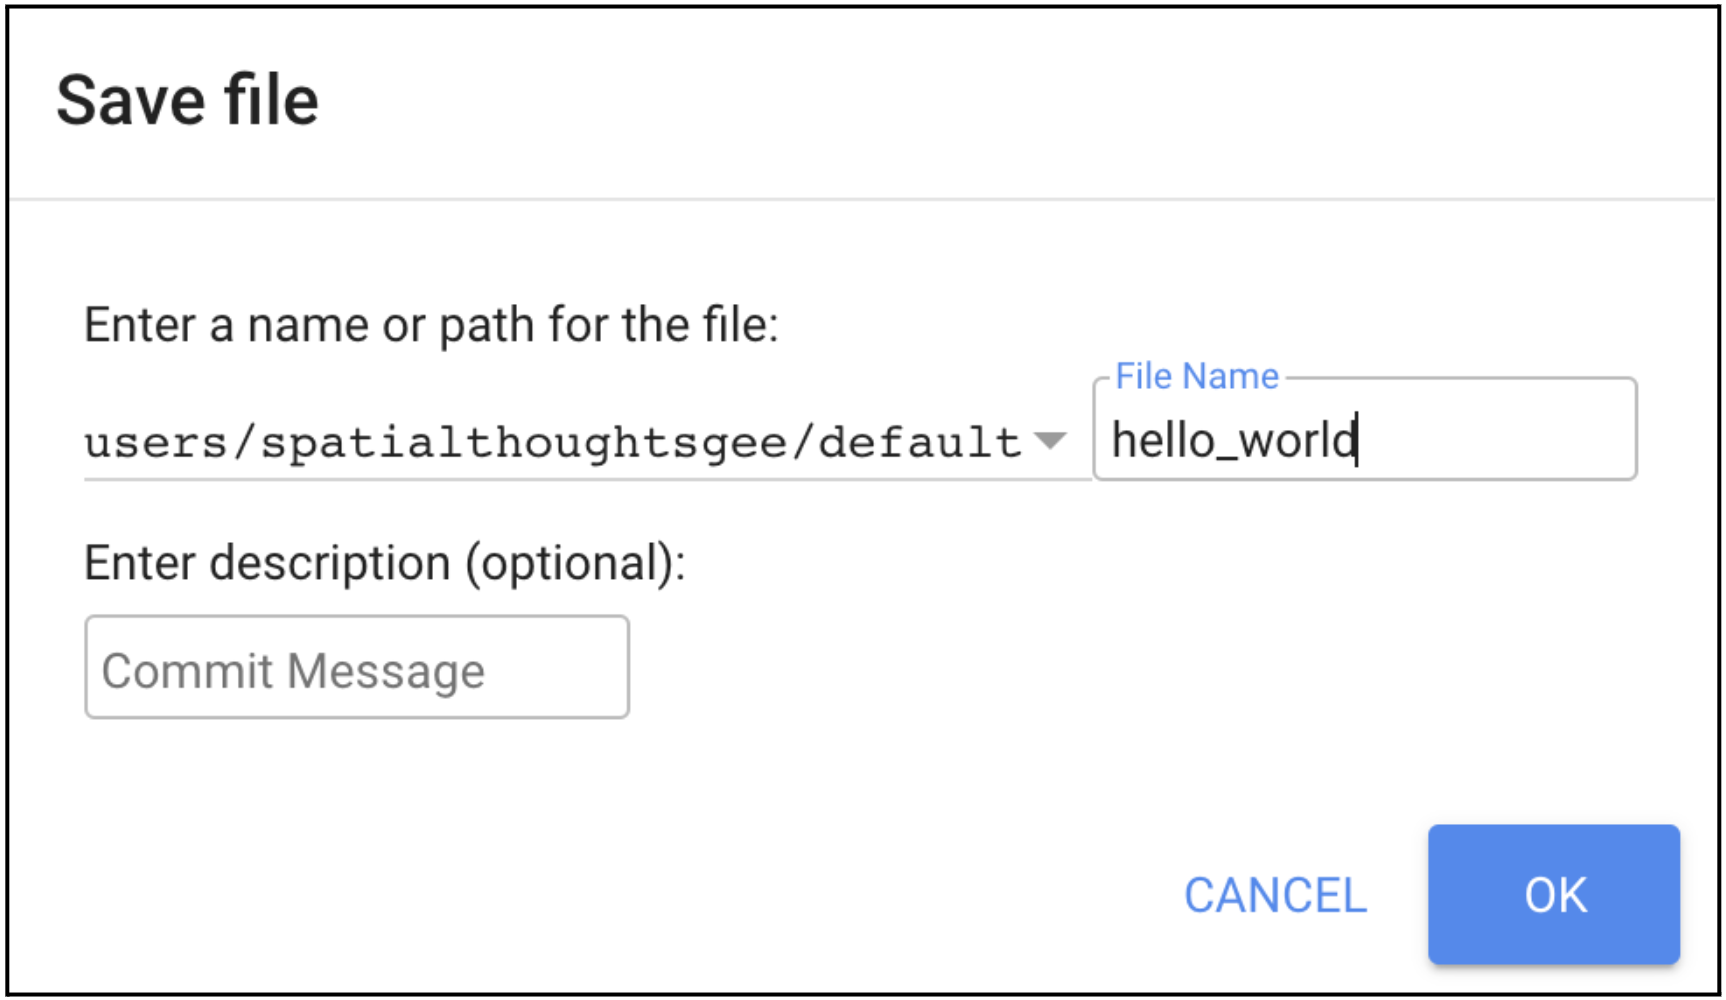 Save file
Enter a name or path for the file:
File Name
users/spatialthoughtsgee/default hello_world
Enter description (optional):
Commit Message
CANCEL OK